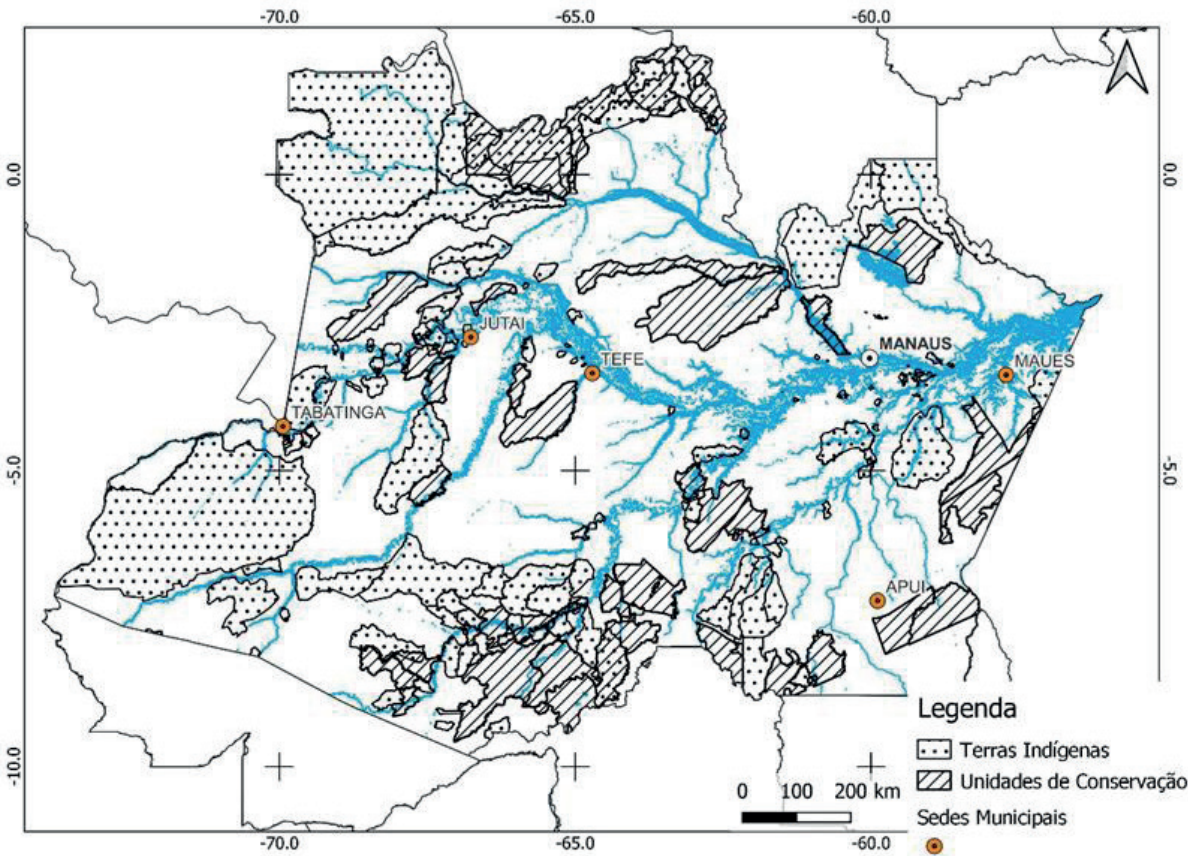 -70.0 -65.0 -60.0
0.0 0.0
JUTAI
MANAUS
TEFE
MAUES
TABATINGA
-5.0 -5.0
APUI
Legenda
Terras Indígenas
-10.0
Unidades de Conservação
0 100 200 km
Sedes Municipais
-70.0 -65.0 -60.0